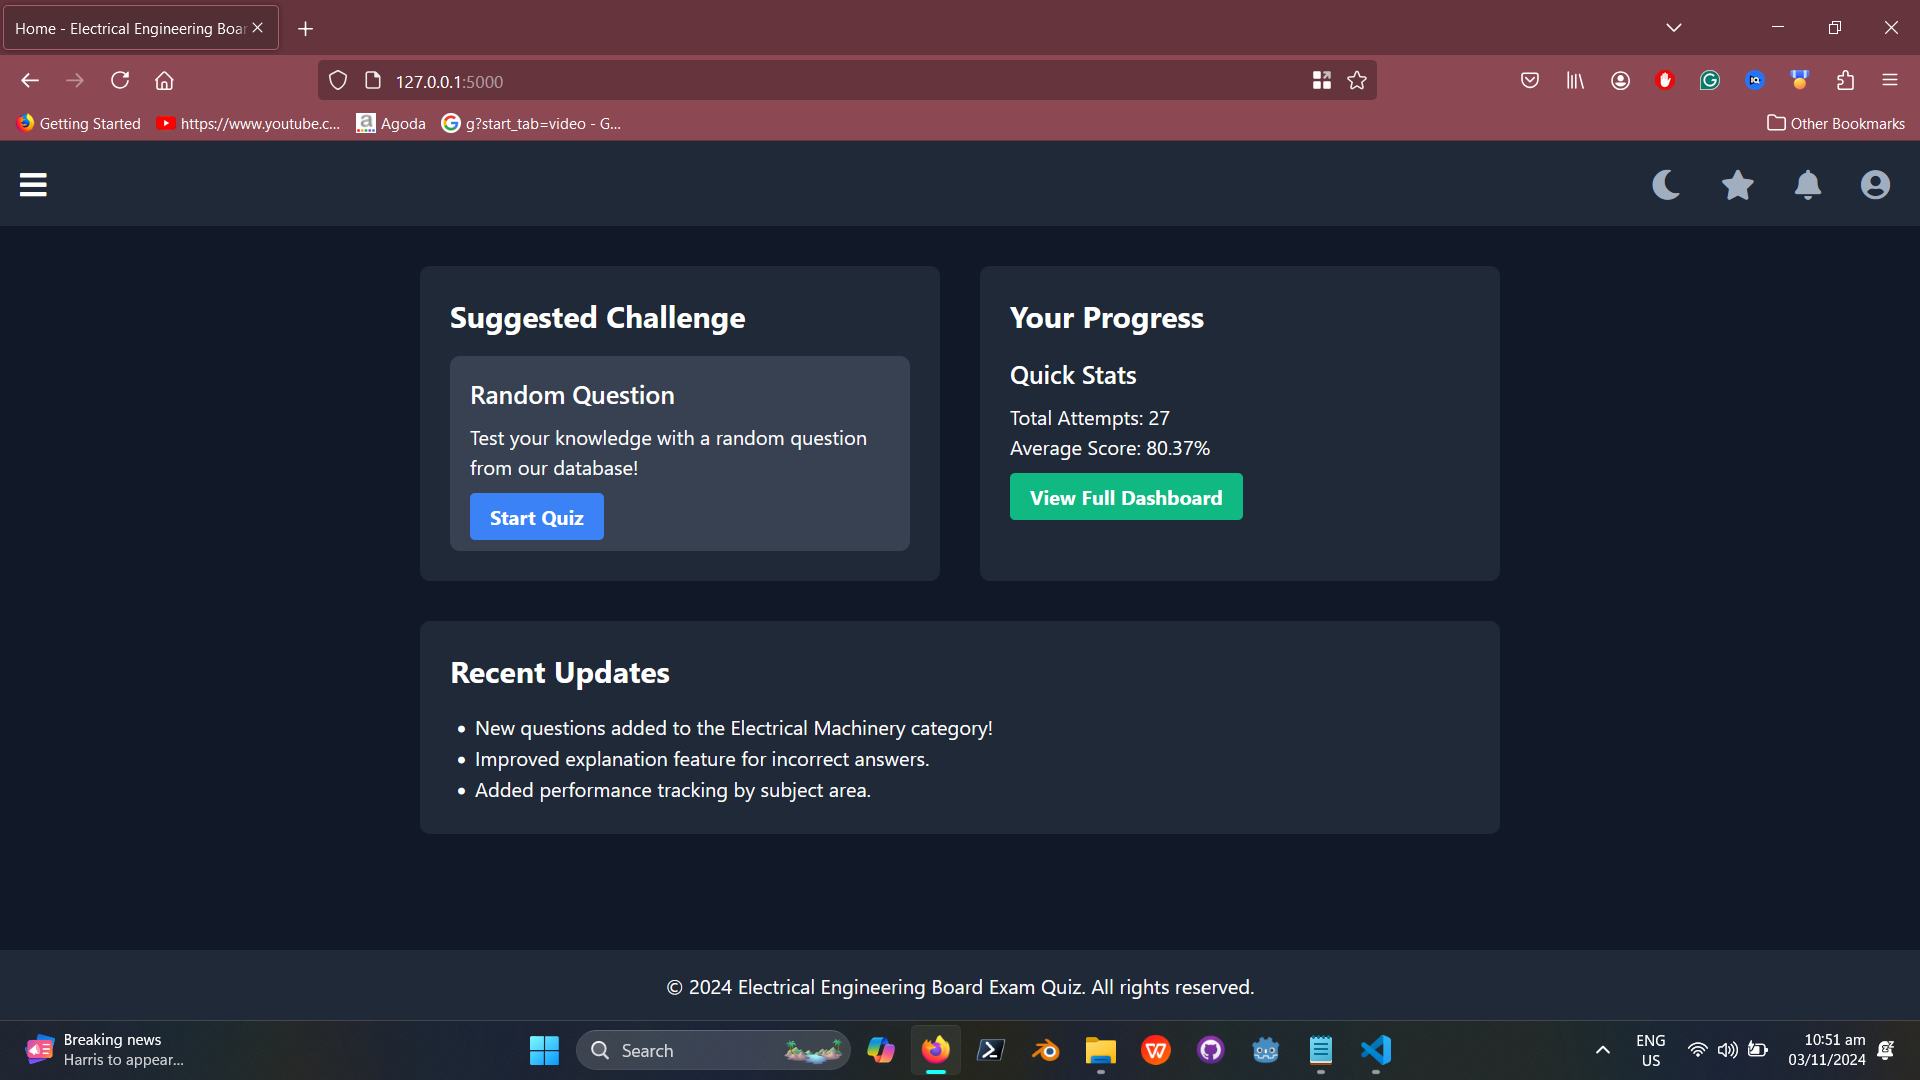 Home - Electrical Engineering Boar
127.0.0.1:5000
Getting Started
https://www.youtube.c...
Agoda
g?start_tab=video - G...
Other Bookmarks
Suggested Challenge
Random Question
Test your knowledge with a random question
from our database!
Start Quiz
Your Progress
Quick Stats
Total Attempts: 27
Average Score: 80.37%
View Full Dashboard
Recent Updates
• New questions added to the Electrical Machinery category!
• Improved explanation feature for incorrect answers.
• Added performance tracking by subject area.
© 2024 Electrical Engineering Board Exam Quiz. All rights reserved.
Breaking news
Harris to appear...
Search
ENG
US
10:51 am
03/11/2024